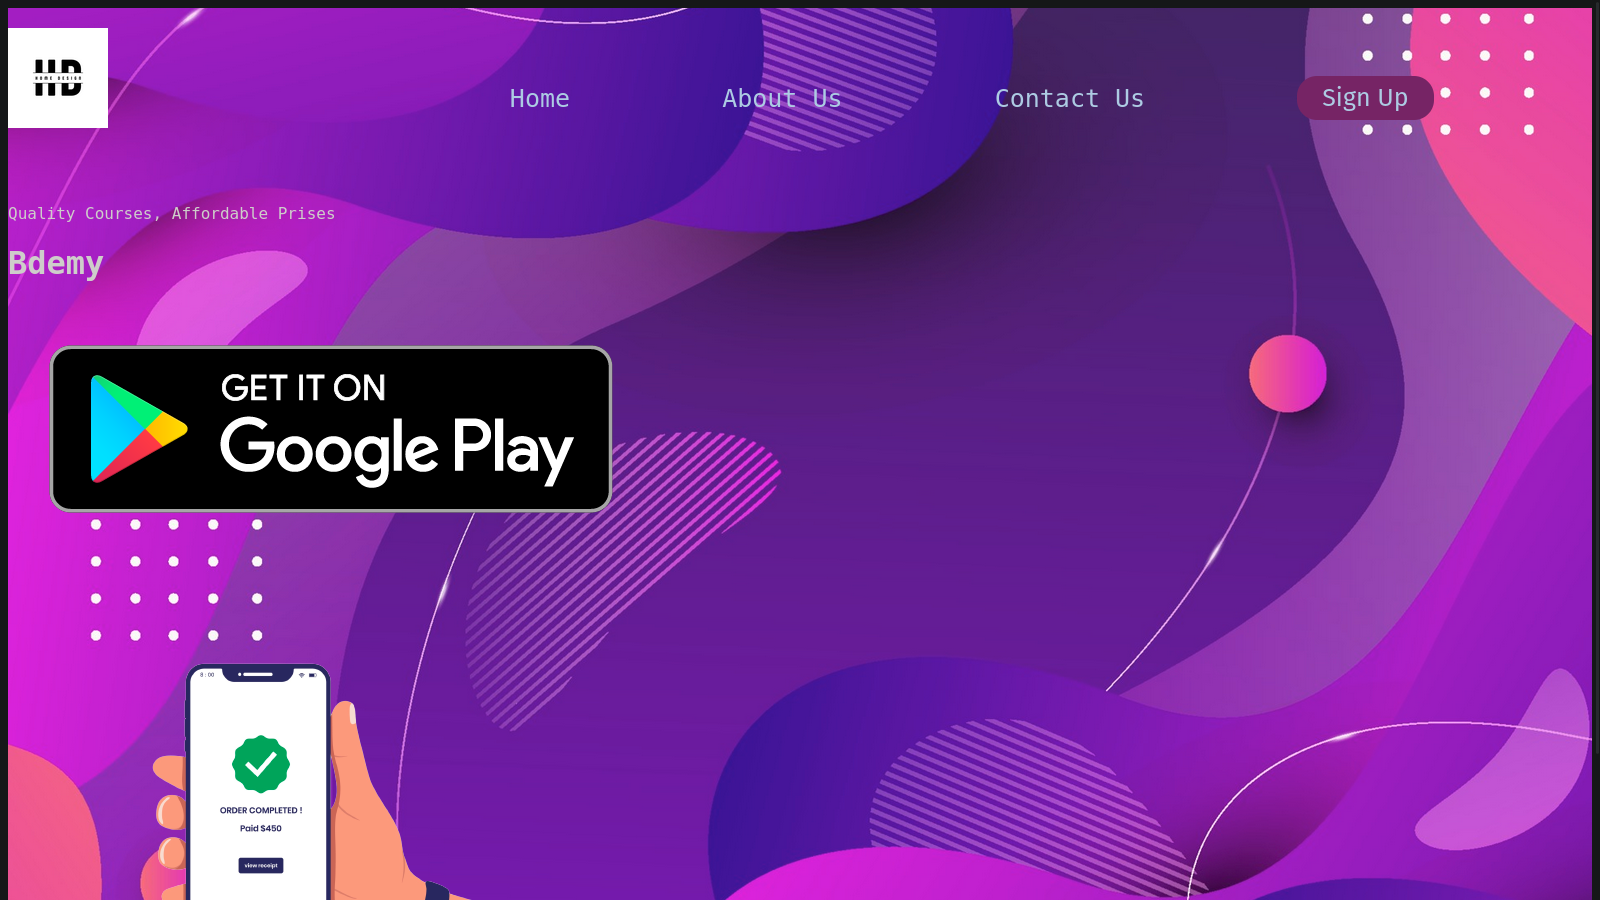 HD
HOME DESIGN
Home
About Us
Contact Us
Sign Up
Quality Courses, Affordable Prises
Bdemy
GET IT ON
Google Play
8:00
ORDER COMPLETED !
Paid $450
view receipt